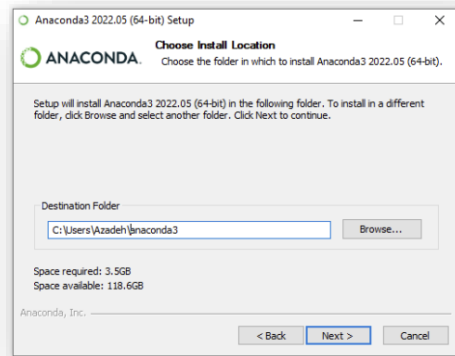 Anaconda3 2022.05 (64-bit) Setup
ANACONDA.
Choose Install Location
Choose the folder in which to install Anaconda3 2022.05 (64-bit).
Setup will install Anaconda3 2022.05 (64-bit) in the following folder. To install in a different
folder, click Browse and select another folder. Click Next to continue.
Destination Folder
C:\Users\Azadeh\anaconda3
Browse...
Space required: 3.5GB
Space available: 118.6GB
Anaconda, Inc.
< Back
Next >
Cancel